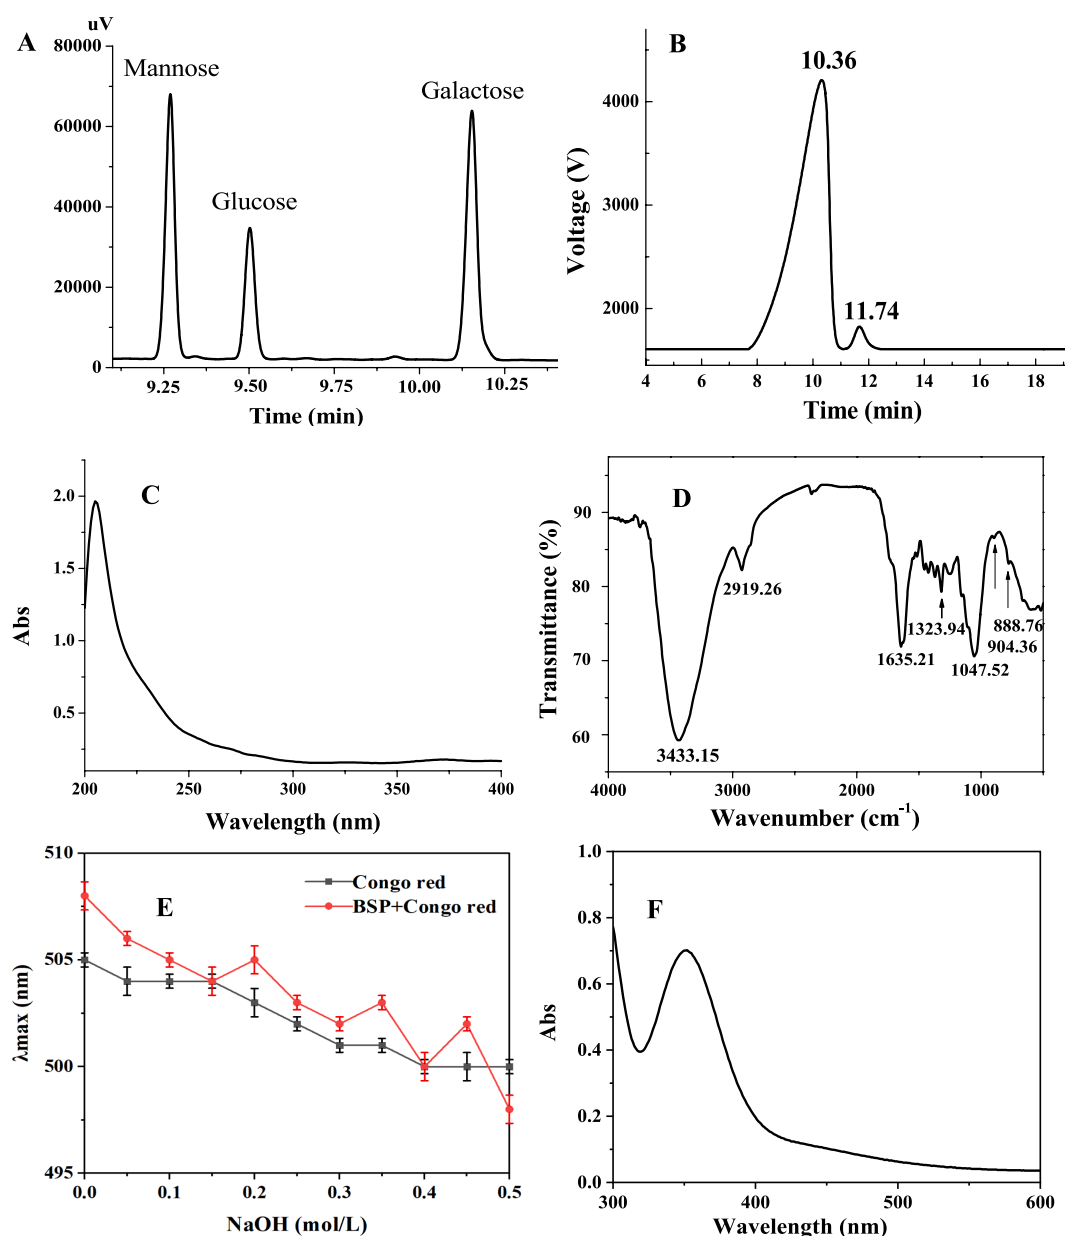 A
uV
80000
60000
40000
20000
0
Mannose
Glucose
Galactose
9.25 9.50 9.75 10.00 10.25
Time (min)
B
Voltage (V)
4000
3000
2000
10.36
11.74
4 6 8 10 12 14 16 18
Time (min)
C
Abs
2.0
1.5
1.0
0.5
200 250 300 350 400
Wavelength (nm)
D
Transmittance (%)
90
80
70
60
2919.26
1323.94
888.76
1635.21
904.36
1047.52
3433.15
4000 3000 2000 1000
Wavenumber (cm⁻¹)
E
λmax (nm)
510
505
500
495
Congo red
BSP+Congo red
0.0 0.1 0.2 0.3 0.4 0.5
NaOH (mol/L)
F
Abs
1.0
0.8
0.6
0.4
0.2
0.0
300 400 500 600
Wavelength (nm)